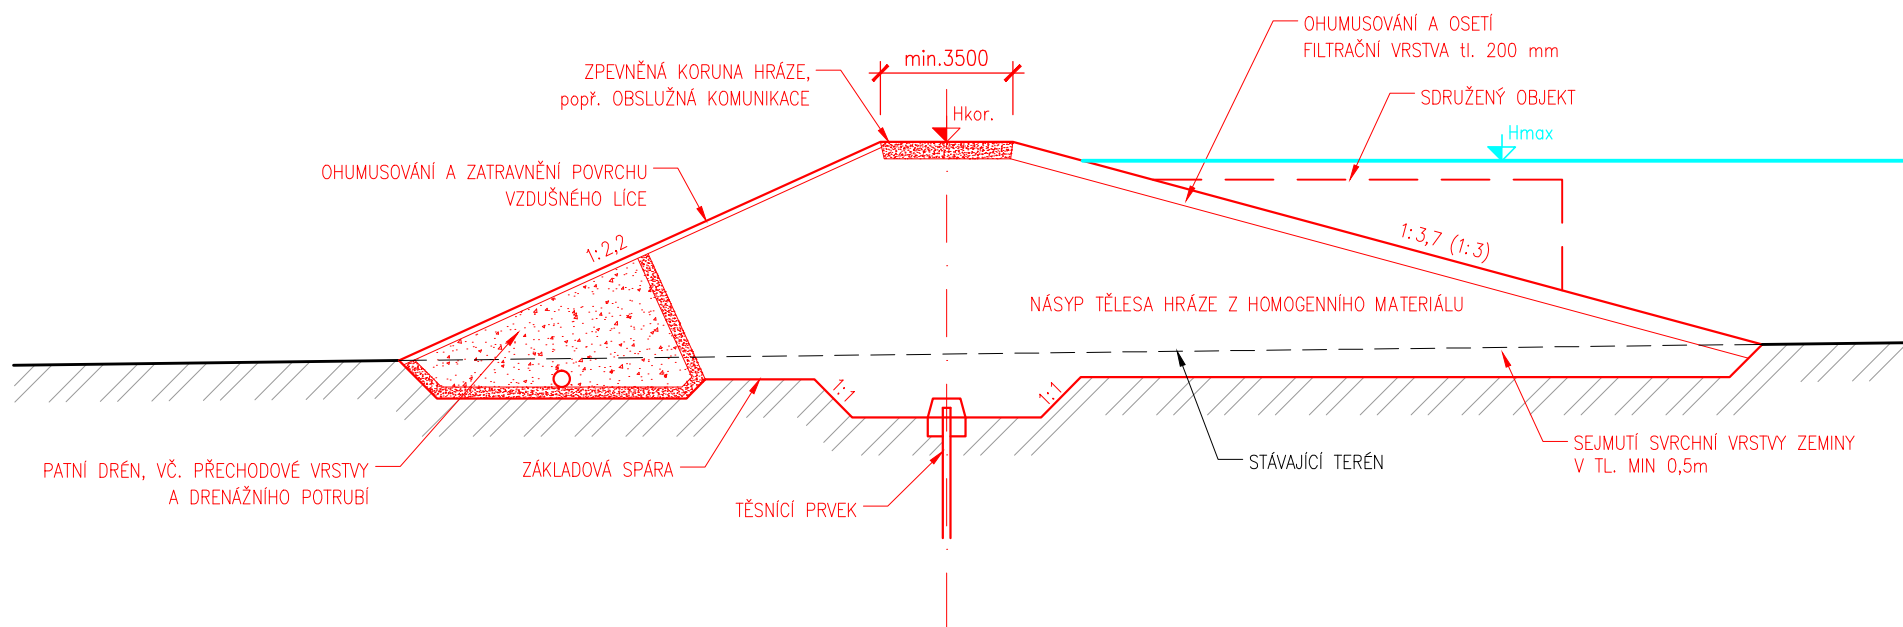 OHUMUSOVÁNÍ A OSETÍ
FILTRAČNÍ VRSTVA tl. 200 mm
min.3500
ZPEVNĚNÁ KORUNA HRÁZE,
popř. OBSLUŽNÁ KOMUNIKACE
SDRUŽENÝ OBJEKT
Hkor.
Hmax
OHUMUSOVÁNÍ A ZATRAVNĚNÍ POVRCHU
VZDUŠNÉHO LÍCE
1:2,2
1:3,7 (1:3)
NÁSYP TĚLESA HRÁZE Z HOMOGENNÍHO MATERIÁLU
1:1
1:1
PATNÍ DRÉN, VČ. PŘECHODOVÉ VRSTVY
A DRENÁŽNÍHO POTRUBÍ
ZÁKLADOVÁ SPÁRA
TĚSNÍCÍ PRVEK
STÁVAJÍCÍ TERÉN
SEJMUTÍ SVRCHNÍ VRSTVY ZEMINY
V TL. MIN 0,5m